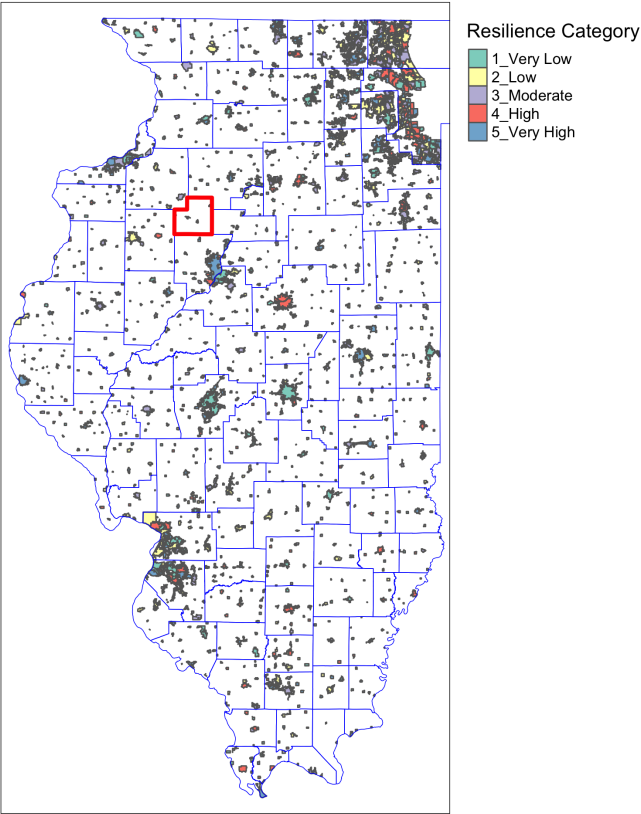 Resilience Category
1_Very Low
2_Low
3_Moderate
4_High
5_Very High